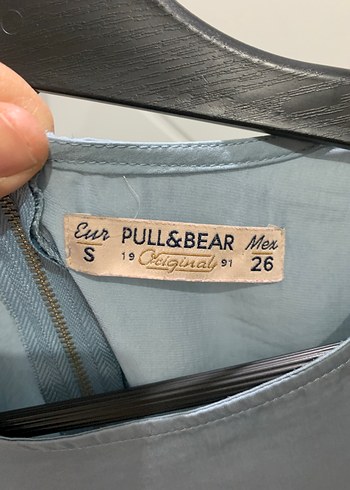 Eur PULL&BEAR Mex
S 19 Original 91 26